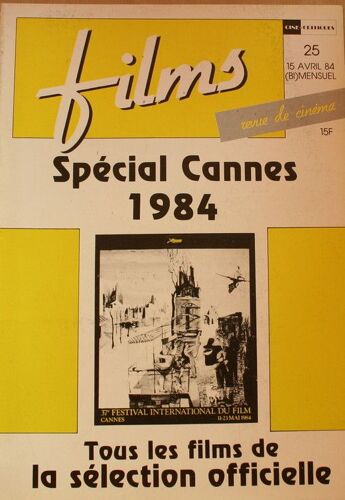 films
CINÉ CRITIQUES
25
15 AVRIL 84
(BI)MENSUEL
revue de cinéma
15F
Spécial Cannes
1984
37e FESTIVAL INTERNATIONAL DU FILM
CANNES 11-23 MAI 1984
Tous les films de
la sélection officielle